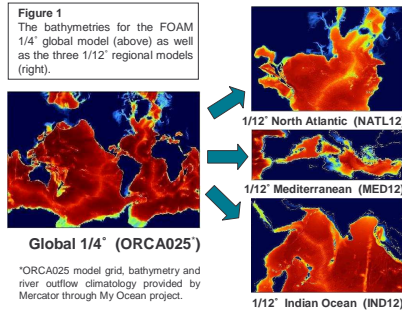 Figure 1
The bathymetries for the FOAM
1/4° global model (above) as well
as the three 1/12° regional models
(right).
1/12° North Atlantic (NATL12)
1/12° Mediterranean (MED12)
Global 1/4° (ORCA025*)
*ORCA025 model grid, bathymetry and
river outflow climatology provided by
Mercator through My Ocean project.
1/12° Indian Ocean (IND12)